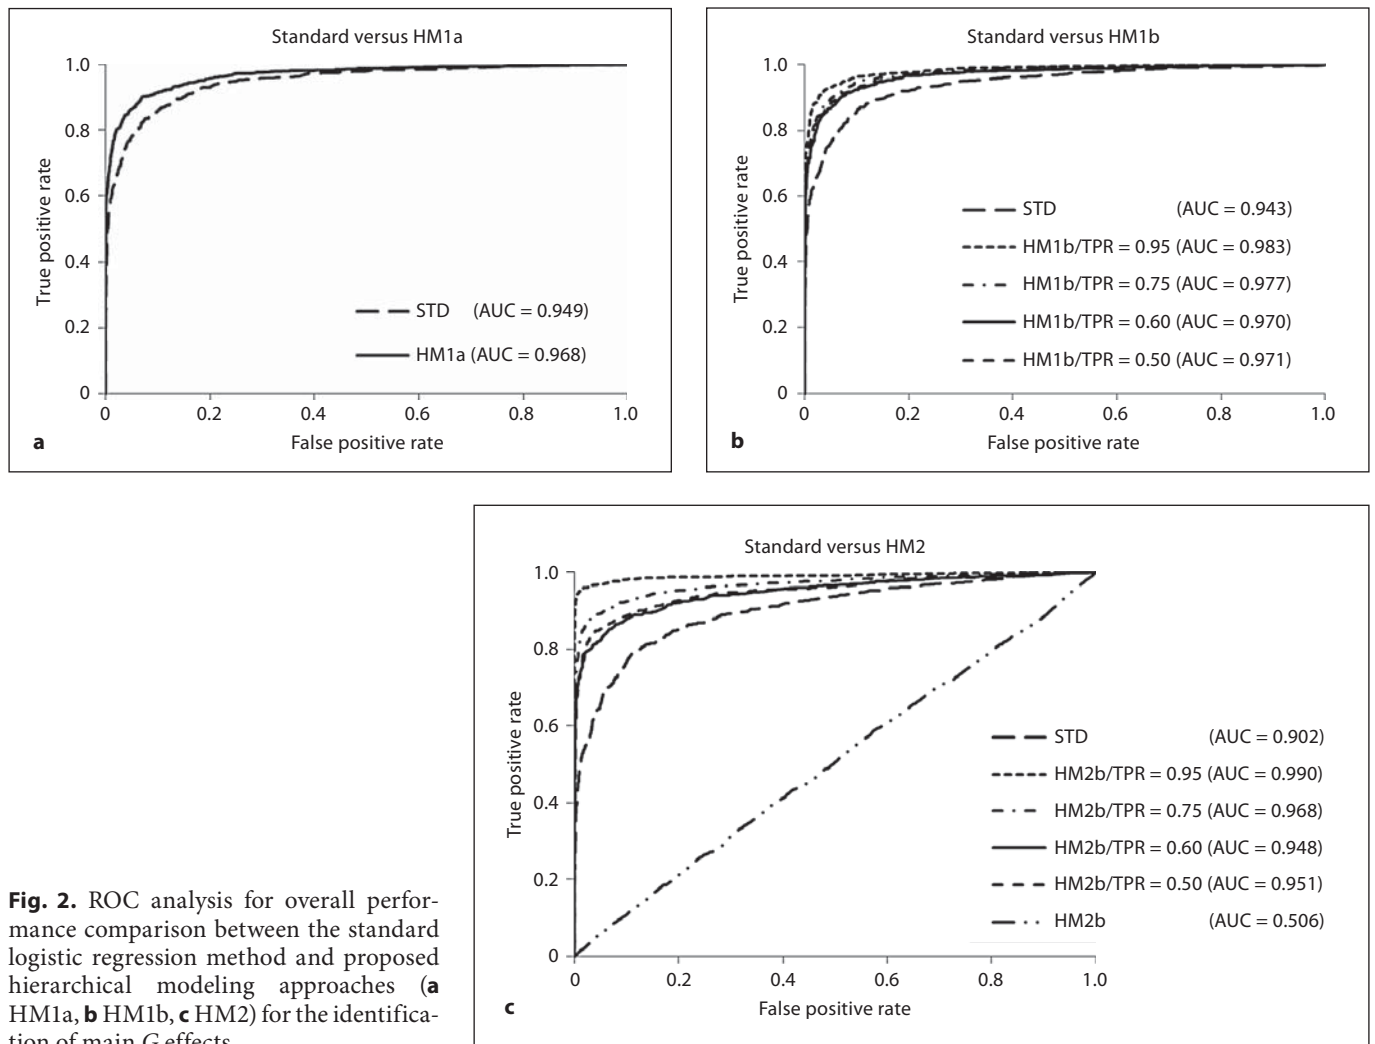 Standard versus HM1a
1.0
0.8
0.6
0.4
0.2
0
True positive rate
STD (AUC = 0.949)
HM1a (AUC = 0.968)
0 0.2 0.4 0.6 0.8 1.0
False positive rate
a
Standard versus HM1b
1.0
0.8
0.6
0.4
0.2
0
True positive rate
STD (AUC = 0.943)
HM1b/TPR = 0.95 (AUC = 0.983)
HM1b/TPR = 0.75 (AUC = 0.977)
HM1b/TPR = 0.60 (AUC = 0.970)
HM1b/TPR = 0.50 (AUC = 0.971)
0 0.2 0.4 0.6 0.8 1.0
False positive rate
b
Standard versus HM2
1.0
0.8
0.6
0.4
0.2
0
True positive rate
STD (AUC = 0.902)
HM2b/TPR = 0.95 (AUC = 0.990)
HM2b/TPR = 0.75 (AUC = 0.968)
HM2b/TPR = 0.60 (AUC = 0.948)
HM2b/TPR = 0.50 (AUC = 0.951)
HM2b (AUC = 0.506)
0 0.2 0.4 0.6 0.8 1.0
False positive rate
c
Fig. 2. ROC analysis for overall perfor-
mance comparison between the standard
logistic regression method and proposed
hierarchical modeling approaches (a
HM1a, b HM1b, c HM2) for the identifica-
tion of main G effects